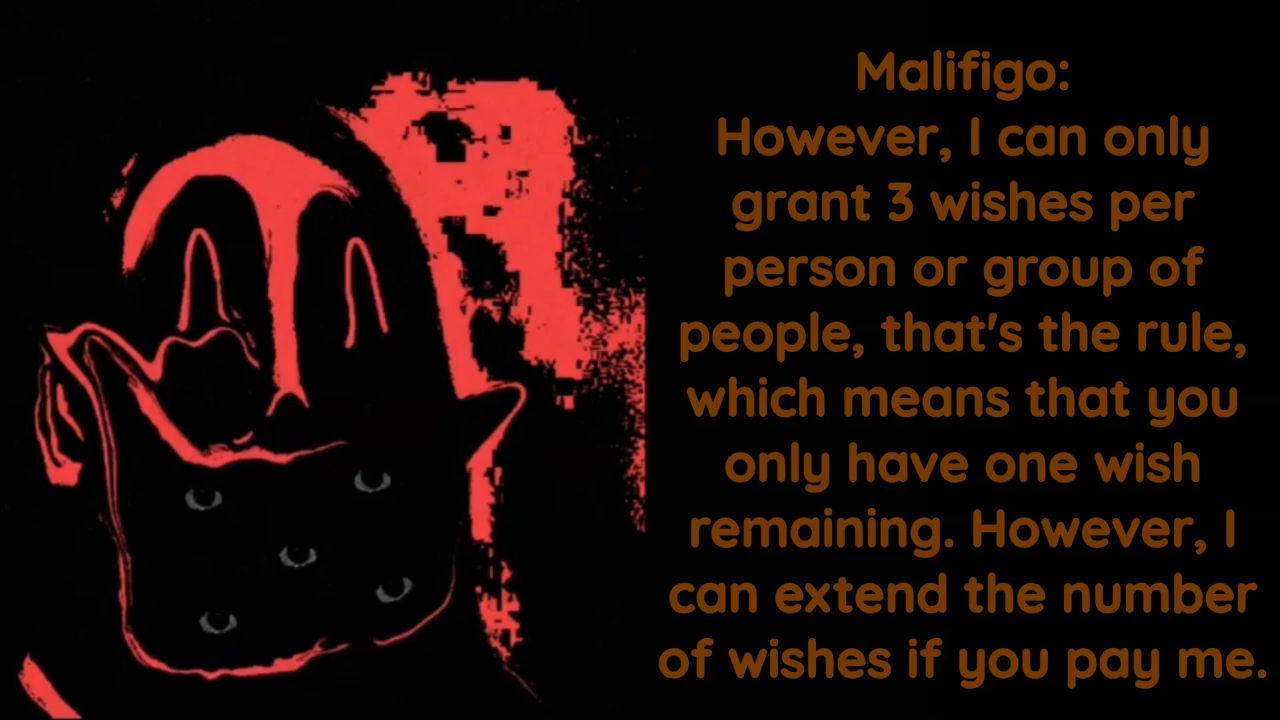 Malifigo:
However, I can only
grant 3 wishes per
person or group of
people, that's the rule,
which means that you
only have one wish
remaining. However, I
can extend the number
of wishes if you pay me.